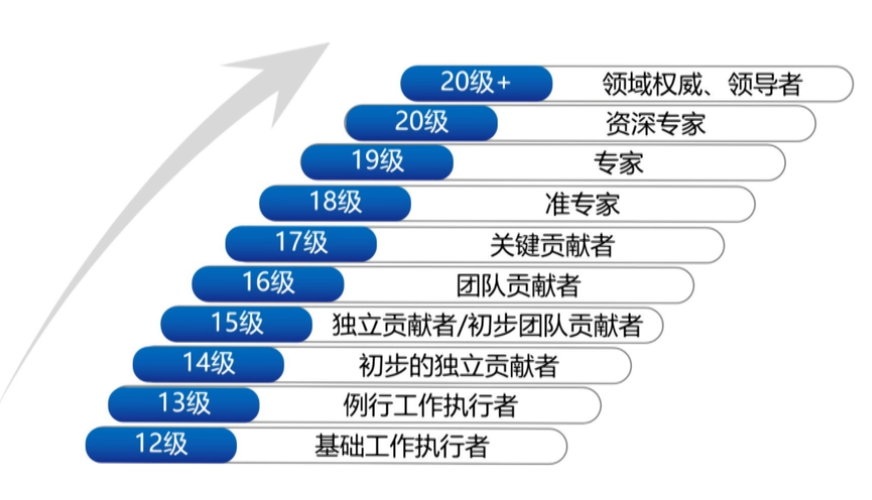 20级+ 领域权威、领导者
20级 资深专家
19级 专家
18级 准专家
17级 关键贡献者
16级 团队贡献者
15级 独立贡献者/初步团队贡献者
14级 初步的独立贡献者
13级 例行工作执行者
12级 基础工作执行者